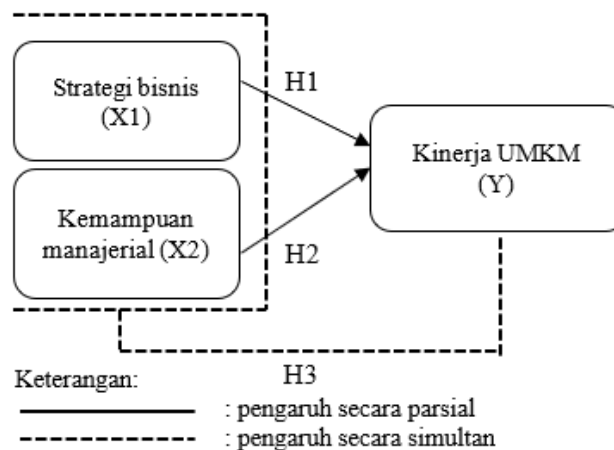 Strategi bisnis
(X1)
H1
Kinerja UMKM
(Y)
Kemampuan
manajerial (X2)
H2
H3
Keterangan:
: pengaruh secara parsial
: pengaruh secara simultan